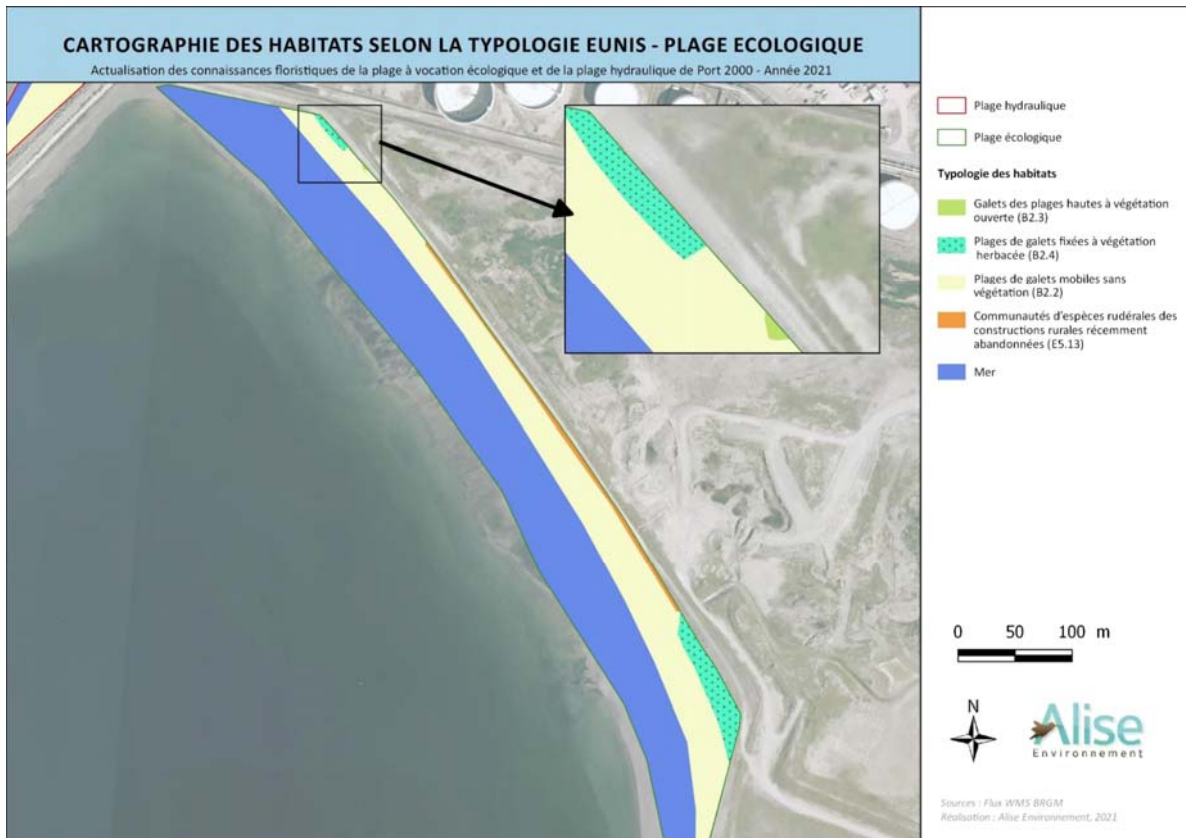 CARTOGRAPHIE DES HABITATS SELON LA TYPOLOGIE EUNIS - PLAGE ECOLOGIQUE
Actualisation des connaissances floristiques de la plage à vocation écologique et de la plage hydraulique de Port 2000 - Année 2021
Plage hydraulique
Plage écologique
Typologie des habitats
Galets des plages hautes à végétation
ouverte (B2.3)
Plages de galets fixées à végétation
herbacée (B2.4)
Plages de galets mobiles sans
végétation (B2.2)
Communautés d'espèces rudérales des
constructions rurales récemment
abandonnées (E5.13)
Mer
0 50 100 m
N
Alise
Environnement
Sources : Flux WMS BRGM
Réalisation : Alise Environnement, 2021